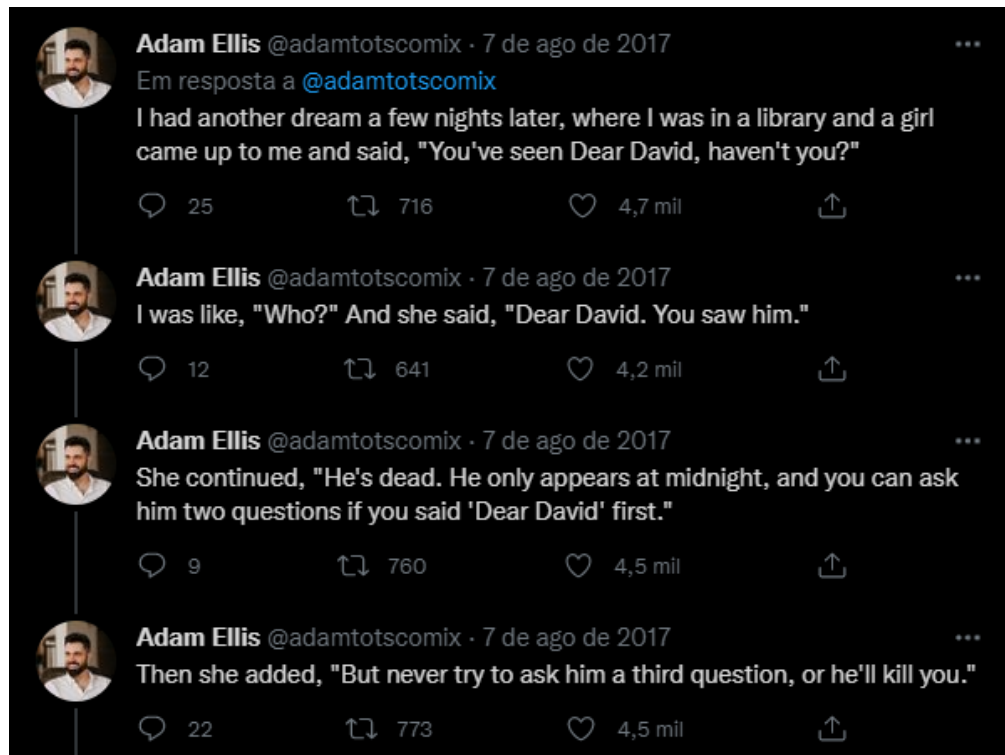 Adam Ellis @adamtotscomix · 7 de ago de 2017
Em resposta a @adamtotscomix
I had another dream a few nights later, where I was in a library and a girl
came up to me and said, "You've seen Dear David, haven't you?"
25 716 4,7 mil
Adam Ellis @adamtotscomix · 7 de ago de 2017
I was like, "Who?" And she said, "Dear David. You saw him."
12 641 4,2 mil
Adam Ellis @adamtotscomix · 7 de ago de 2017
She continued, "He's dead. He only appears at midnight, and you can ask
him two questions if you said 'Dear David' first."
9 760 4,5 mil
Adam Ellis @adamtotscomix · 7 de ago de 2017
Then she added, "But never try to ask him a third question, or he'll kill you."
22 773 4,5 mil